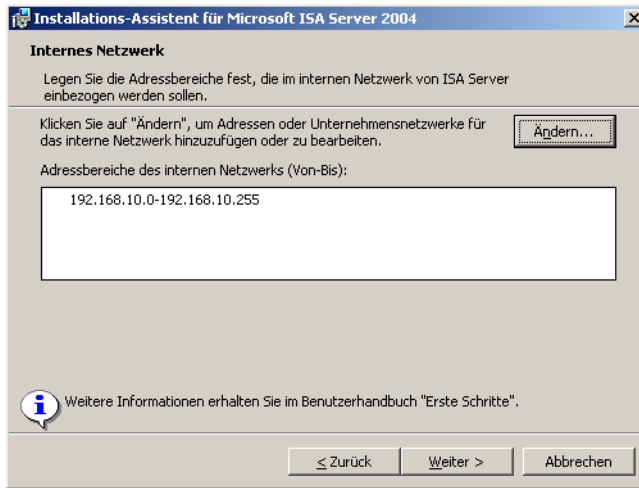 Installations-Assistent für Microsoft ISA Server 2004
Internes Netzwerk
Legen Sie die Adressbereiche fest, die im internen Netzwerk von ISA Server
einbezogen werden sollen.
Klicken Sie auf "Ändern", um Adressen oder Unternehmensnetzwerke für
das interne Netzwerk hinzuzufügen oder zu bearbeiten.
Ändern...
Adressbereiche des internen Netzwerks (Von-Bis):
192.168.10.0-192.168.10.255
Weitere Informationen erhalten Sie im Benutzerhandbuch "Erste Schritte".
< Zurück
Weiter >
Abbrechen